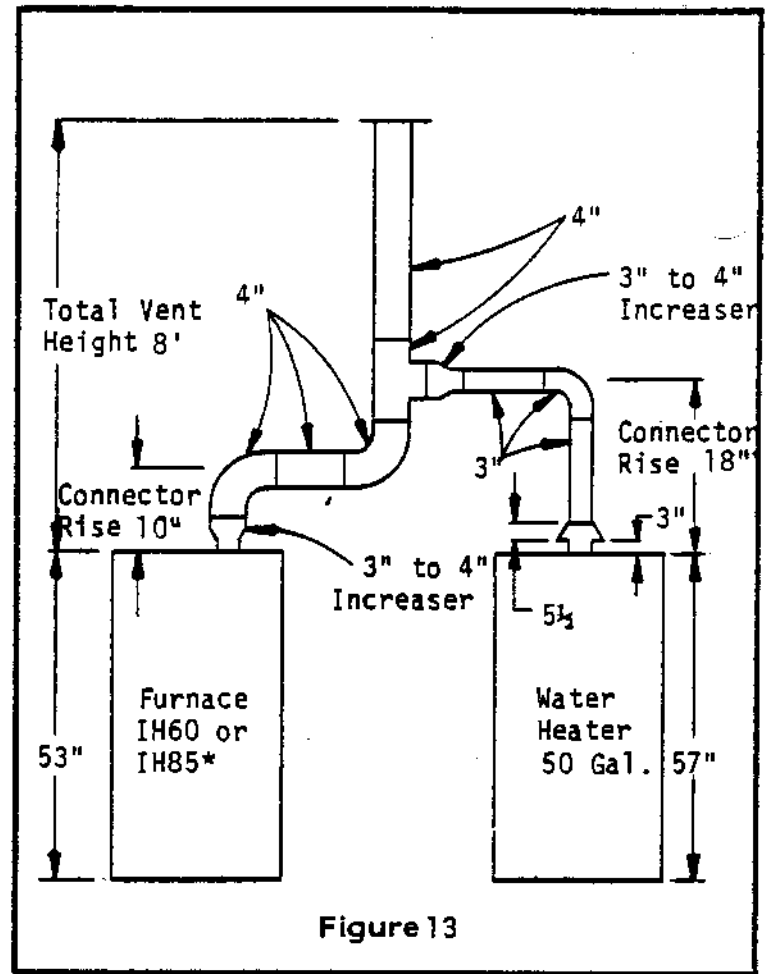 4"
3" to 4"
Increaser
Total Vent
Height 8'
4"
Connector
Rise 10"
3"
Connector
Rise 18"
3"
3" to 4"
Increaser
5½
Furnace
IH60 or
IH85*
53"
Water
Heater
50 Gal.
57"
Figure 13